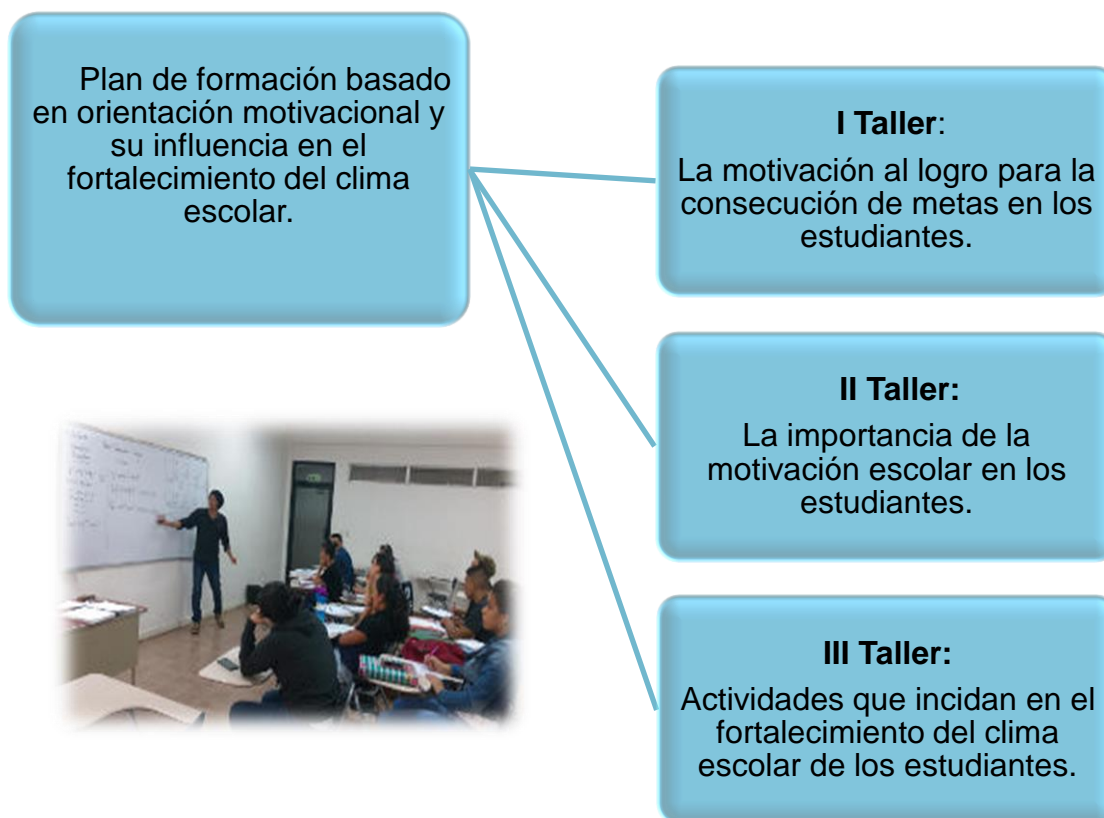 Plan de formación basado
en orientación motivacional y
su influencia en el
fortalecimiento del clima
escolar.
I Taller:
La motivación al logro para la
consecución de metas en los
estudiantes.
II Taller:
La importancia de la
motivación escolar en los
estudiantes.
III Taller:
Actividades que incidan en el
fortalecimiento del clima
escolar de los estudiantes.